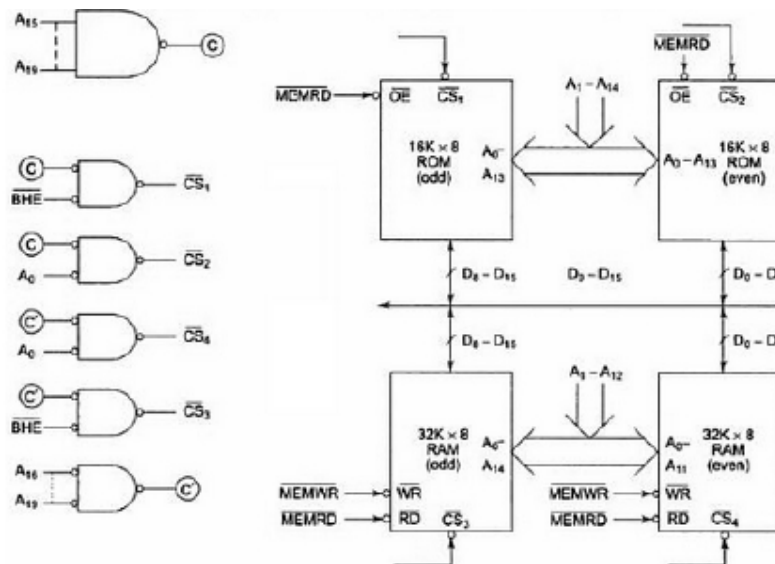 A15
A19
C
C
BHE
CS1
C
A0
CS2
C'
A0
C'
BHE
CS3
A16
A19
C'
MEMRD
OE
CS1
16K × 8
ROM
(odd)
A0–
A13
A1 – A14
MEMRD
OE
CS2
A0 – A13
16K × 8
ROM
(even)
D8 – D15
D0 – D15
D0 – D
D8 – D15
D0 – D
32K × 8
RAM
(odd)
A0–
A14
MEMWR
WR
MEMRD
RD
CS3
A12
32K × 8
RAM
(even)
A0–
A11
MEMWR
WR
MEMRD
RD
CS4